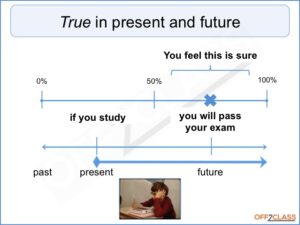 True in present and future
You feel this is sure
0%
50%
100%
if you study
you will pass
your exam
past
present
future
OFF2CLASS